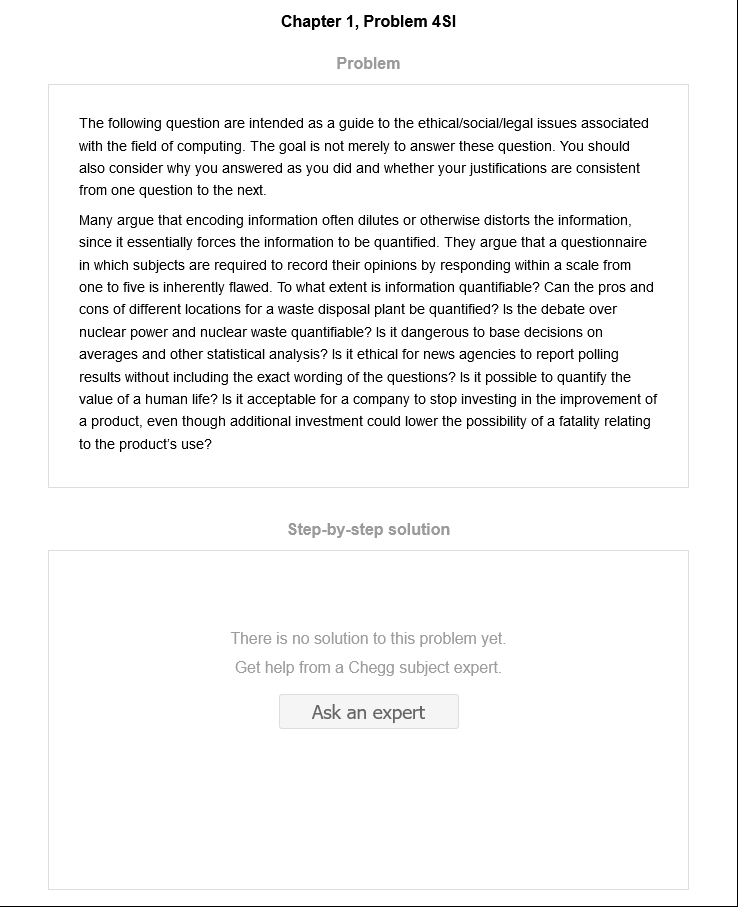 Chapter 1, Problem 4SI
Problem
The following question are intended as a guide to the ethical/social/legal issues associated
with the field of computing. The goal is not merely to answer these question. You should
also consider why you answered as you did and whether your justifications are consistent
from one question to the next.
Many argue that encoding information often dilutes or otherwise distorts the information,
since it essentially forces the information to be quantified. They argue that a questionnaire
in which subjects are required to record their opinions by responding within a scale from
one to five is inherently flawed. To what extent is information quantifiable? Can the pros and
cons of different locations for a waste disposal plant be quantified? Is the debate over
nuclear power and nuclear waste quantifiable? Is it dangerous to base decisions on
averages and other statistical analysis? Is it ethical for news agencies to report polling
results without including the exact wording of the questions? Is it possible to quantify the
value of a human life? Is it acceptable for a company to stop investing in the improvement of
a product, even though additional investment could lower the possibility of a fatality relating
to the product's use?
Step-by-step solution
There is no solution to this problem yet.
Get help from a Chegg subject expert.
Ask an expert